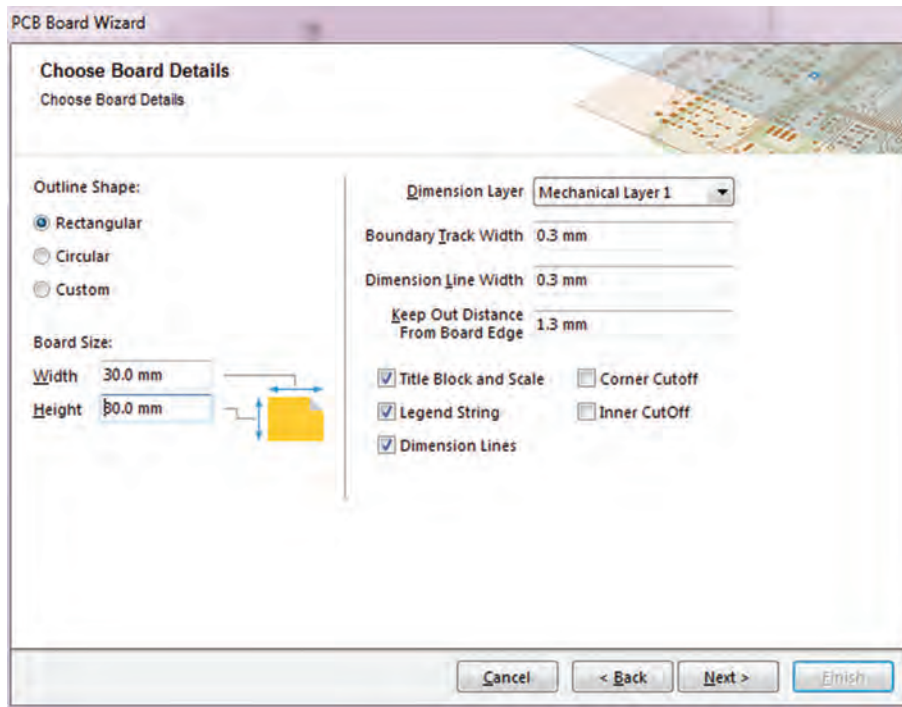 PCB Board Wizard
Choose Board Details
Choose Board Details
Outline Shape:
Rectangular
Circular
Custom
Board Size:
Width 30.0 mm
Height 30.0 mm
Dimension Layer Mechanical Layer 1
Boundary Track Width 0.3 mm
Dimension Line Width 0.3 mm
Keep Out Distance
From Board Edge 1.3 mm
Title Block and Scale Corner Cutoff
Legend String Inner CutOff
Dimension Lines
Cancel < Back Next > Finish